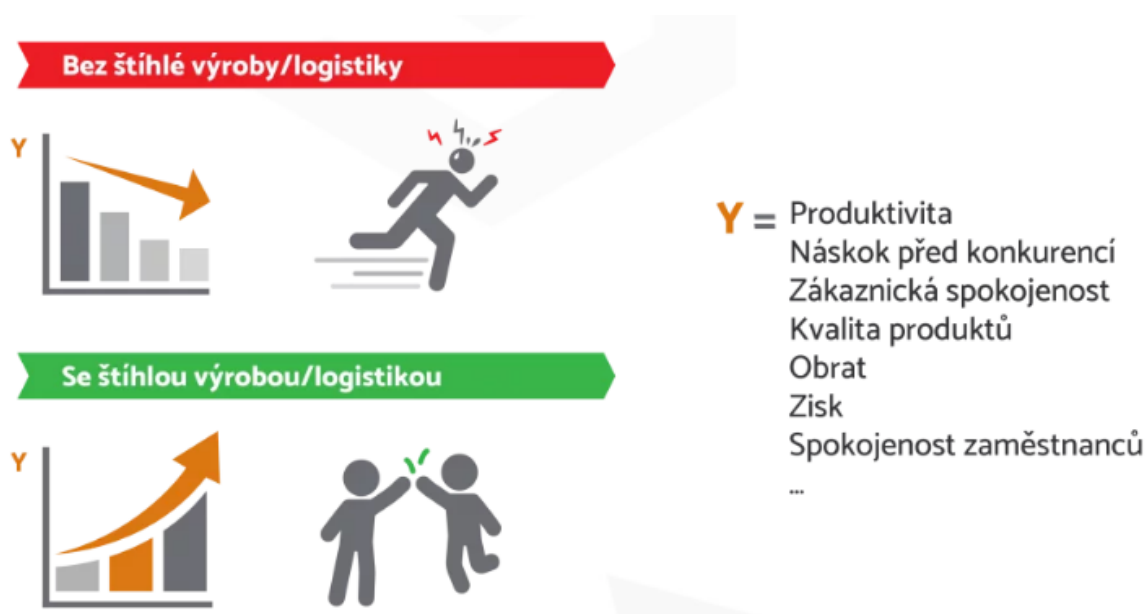 Bez štíhlé výroby/logistiky
Y
Y = Produktivita
Náskok před konkurencí
Zákaznická spokojenost
Kvalita produktů
Obrat
Zisk
Spokojenost zaměstnanců
...
Se štíhlou výrobou/logistikou
Y